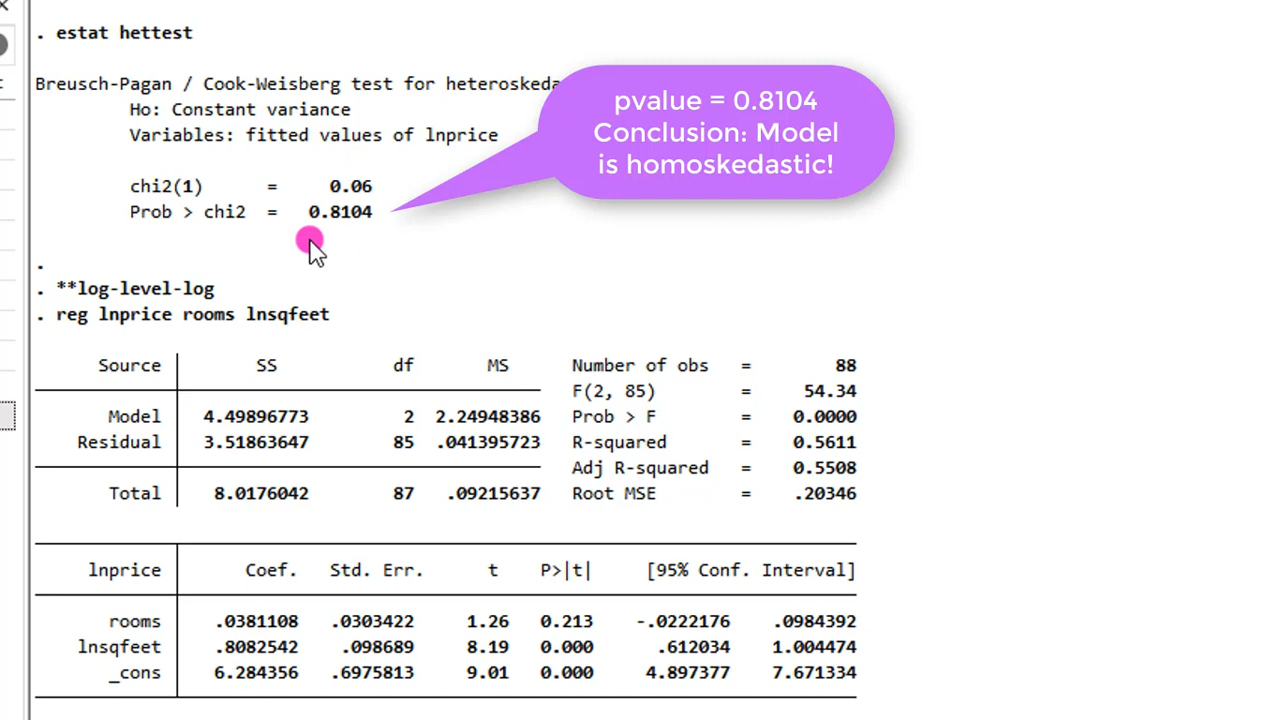 . estat hettest
Breusch-Pagan / Cook-Weisberg test for heteroskeda
Ho: Constant variance
Variables: fitted values of lnprice
chi2(1) = 0.06
Prob > chi2 = 0.8104
pvalue = 0.8104
Conclusion: Model
is homoskedastic!
.
. **log-level-log
. reg lnprice rooms lnsqfeet
Source SS df MS Number of obs = 88
F(2, 85) = 54.34
Model 4.49896773 2 2.24948386 Prob > F = 0.0000
Residual 3.51863647 85 .041395723 R-squared = 0.5611
Adj R-squared = 0.5508
Total 8.0176042 87 .09215637 Root MSE = .20346
lnprice Coef. Std. Err. t P>|t| [95% Conf. Interval]
rooms .0381108 .0303422 1.26 0.213 -.0222176 .0984392
lnsqfeet .8082542 .098689 8.19 0.000 .612034 1.004474
_cons 6.284356 .6975813 9.01 0.000 4.897377 7.671334